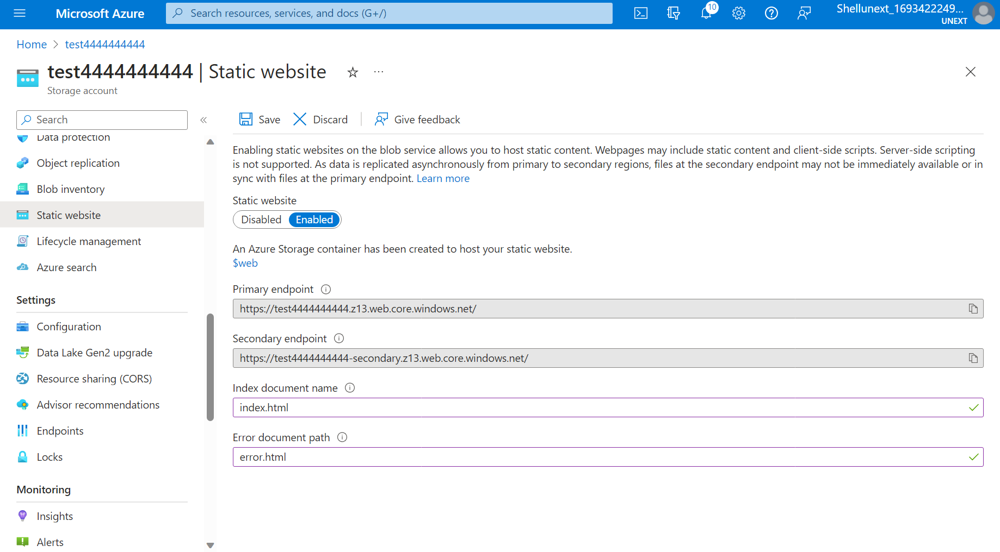 Microsoft Azure
Search resources, services, and docs (G+/)
10
Shellunext_1693422249...
UNEXT
Home > test4444444444
test4444444444 | Static website
Storage account
Search
Data protection
Object replication
Blob inventory
Static website
Lifecycle management
Azure search
Settings
Configuration
Data Lake Gen2 upgrade
Resource sharing (CORS)
Advisor recommendations
Endpoints
Locks
Monitoring
Insights
Alerts
Save
Discard
Give feedback
Enabling static websites on the blob service allows you to host static content. Webpages may include static content and client-side scripts. Server-side scripting
is not supported. As data is replicated asynchronously from primary to secondary regions, files at the secondary endpoint may not be immediately available or in
sync with files at the primary endpoint. Learn more
Static website
Disabled Enabled
An Azure Storage container has been created to host your static website.
$web
Primary endpoint
https://test4444444444.z13.web.core.windows.net/
Secondary endpoint
https://test4444444444-secondary.z13.web.core.windows.net/
Index document name
index.html
Error document path
error.html